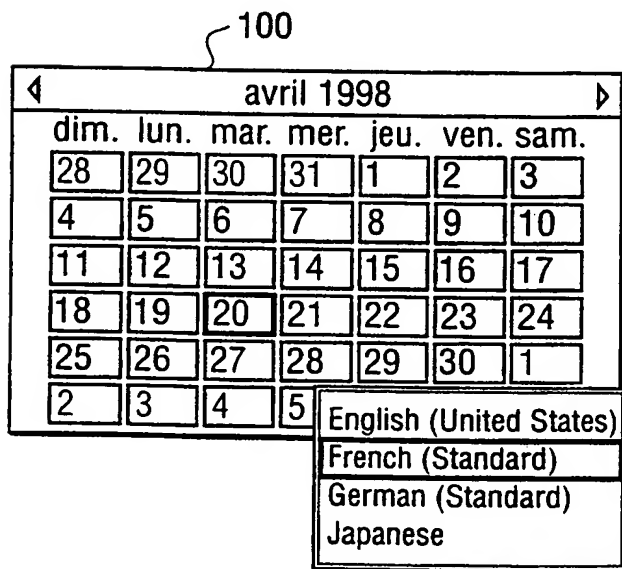 100
avril 1998
dim. lun. mar. mer. jeu. ven. sam.
28 29 30 31 1 2 3
4 5 6 7 8 9 10
11 12 13 14 15 16 17
18 19 20 21 22 23 24
25 26 27 28 29 30 1
2 3 4 5
English (United States)
French (Standard)
German (Standard)
Japanese